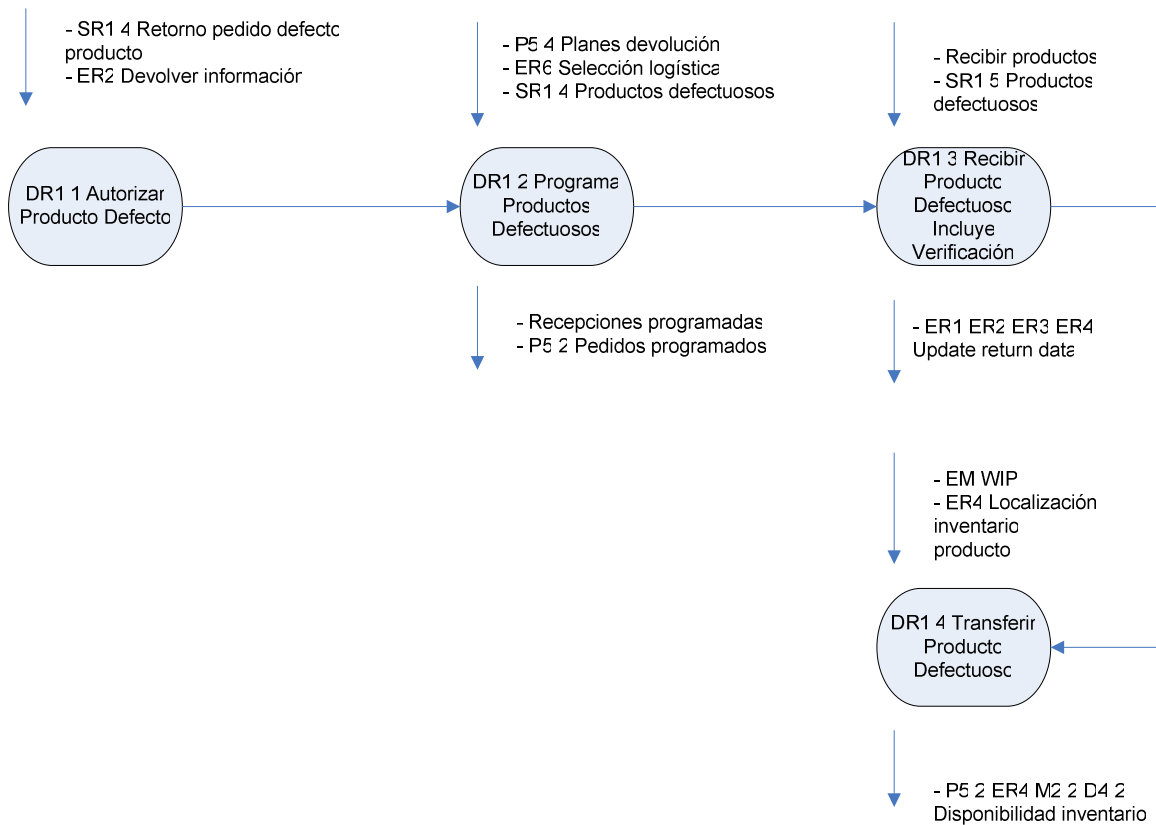 - SR1 4 Retorno pedido defecto
producto
- ER2 Devolver información
- P5 4 Planes devolución
- ER6 Selección logística
- SR1 4 Productos defectuosos
- Recibir productos
- SR1 5 Productos
defectuosos
DR1 1 Autorizar
Producto Defecto
DR1 2 Programa
Productos
Defectuosos
DR1 3 Recibir
Producto
Defectuoso
Incluye
Verificación
- Recepciones programadas
- P5 2 Pedidos programados
- ER1 ER2 ER3 ER4
Update return data
- EM WIP
- ER4 Localización
inventario
producto
DR1 4 Transferir
Producto
Defectuoso
- P5 2 ER4 M2 2 D4 2
Disponibilidad inventario